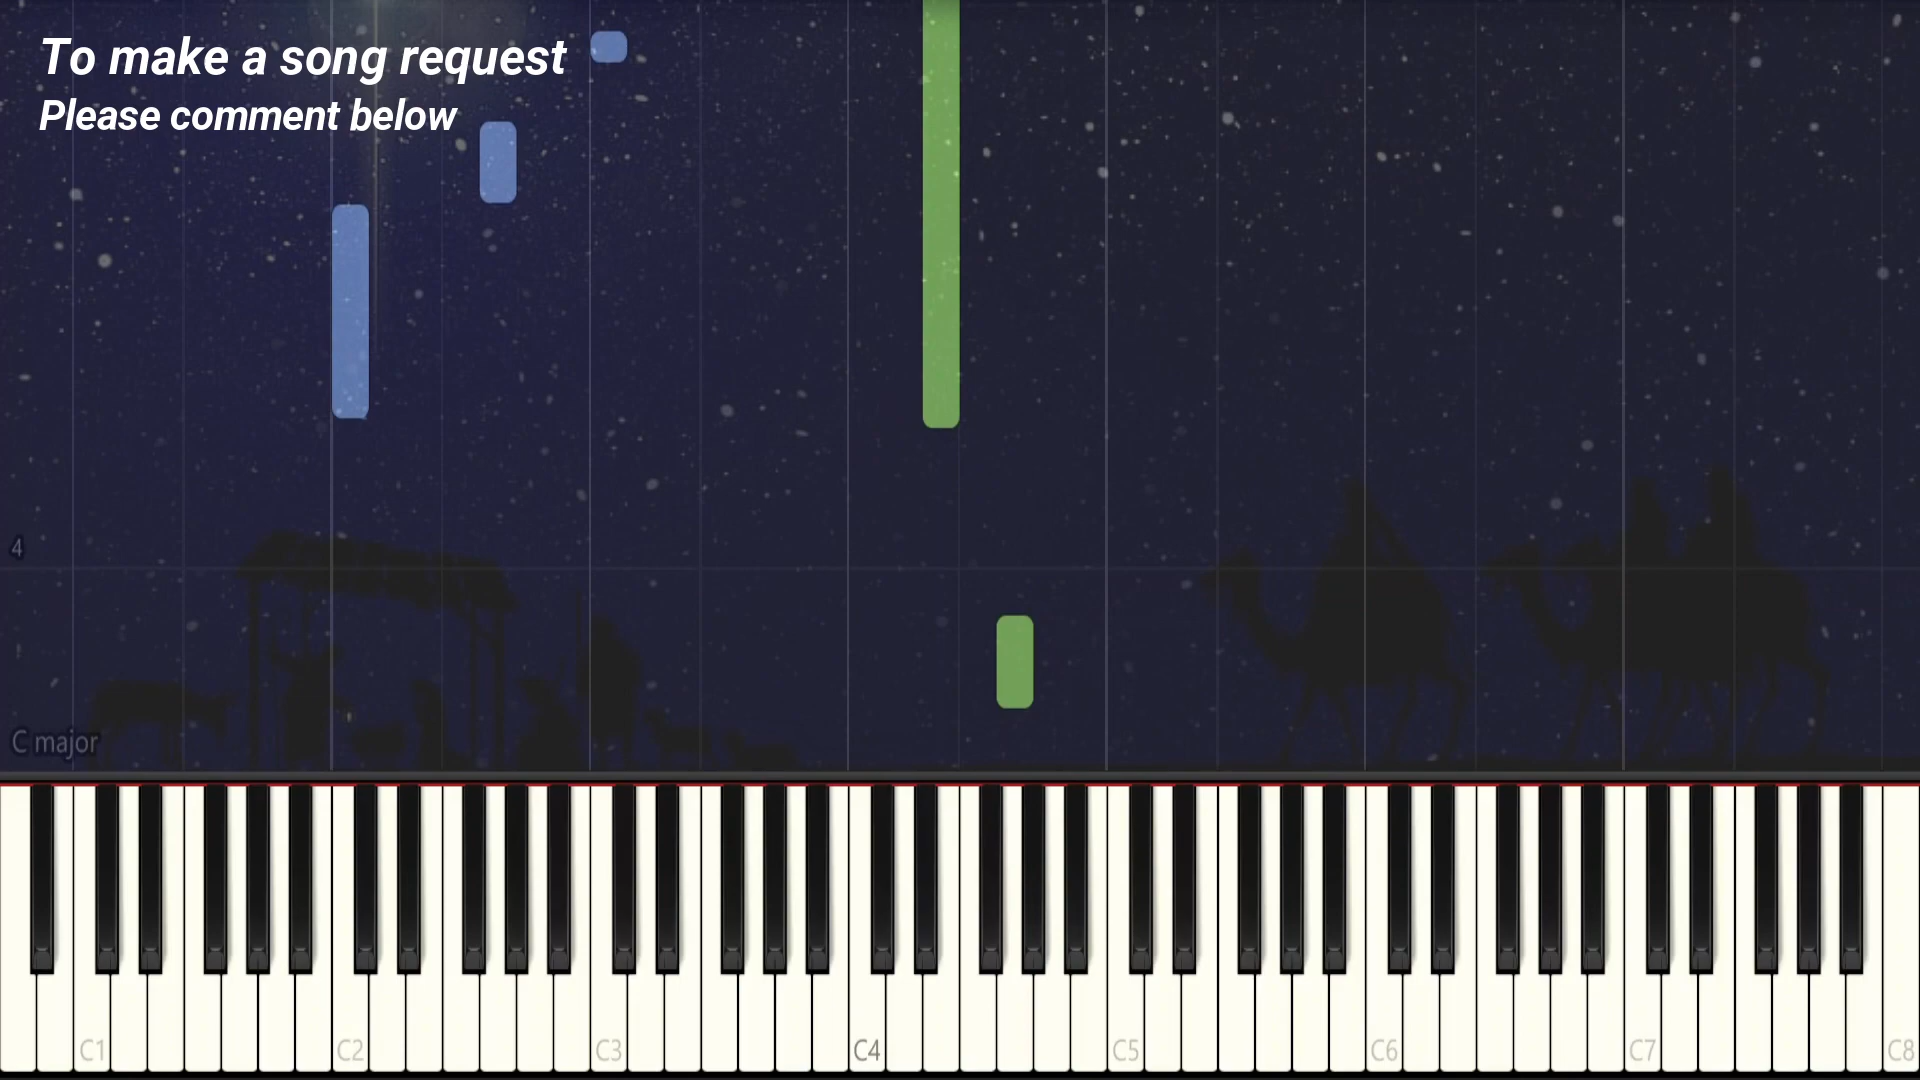 To make a song request
Please comment below
4
C major
C1 C2 C3 C4 C5 C6 C7 C8